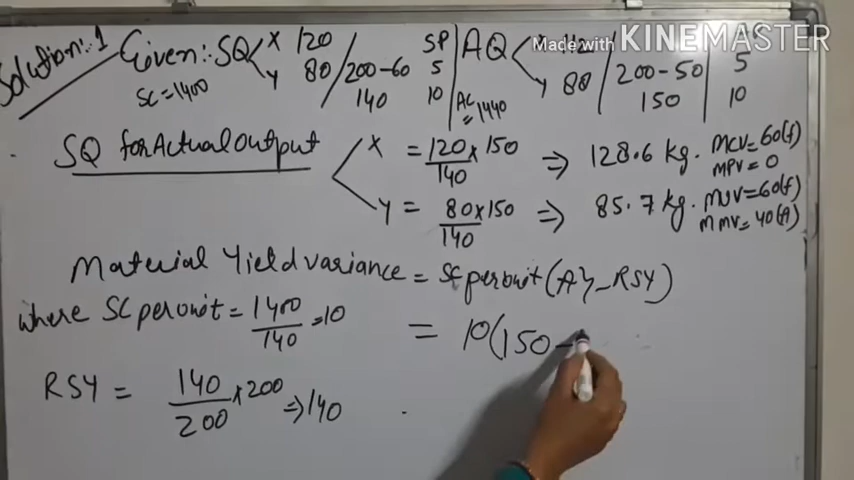 Made with KINEMASTER
Solution:-1 Given:- SQ X 120 SP AQ X
Y 80 / 200-60 5 Y 80 / 200-50 5
SC=1400 140 10 AC=1440 150 10
SQ for Actual Output X = 120x150/140 ⇒ 128.6 kg. MCV=60(f)
MPV=0
Y = 80x150/140 ⇒ 85.7 kg. MUV=60(f)
MMV=40(A)
Material Yield variance = SC per unit (AY-RSY)
where SC per unit = 1400/140 =10 = 10(150-
RSY = 140/200 x200 ⇒ 140